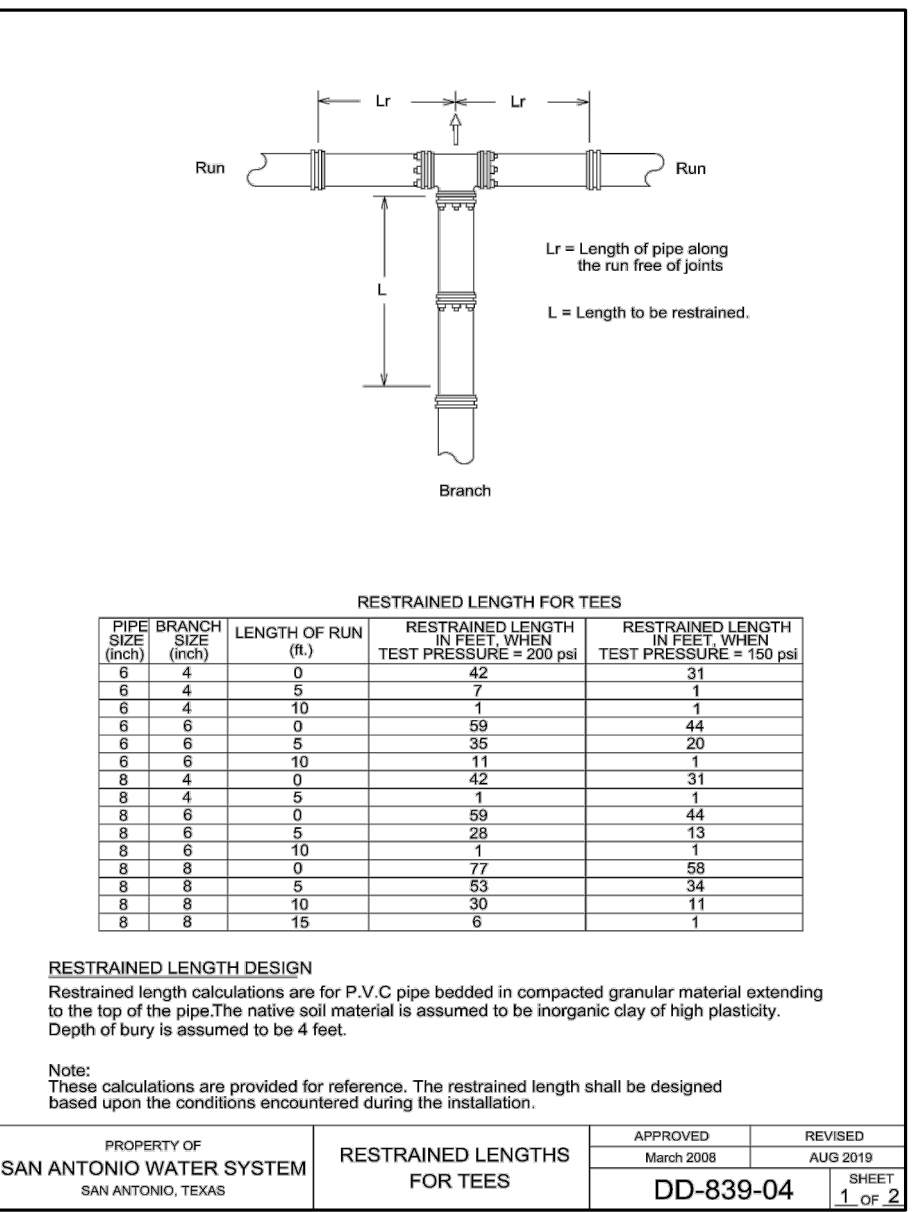 Lr Lr
Run Run
Lr = Length of pipe along
the run free of joints
L
L = Length to be restrained.
Branch
RESTRAINED LENGTH FOR TEES
PIPE SIZE (inch) BRANCH SIZE (inch) LENGTH OF RUN (ft.) RESTRAINED LENGTH IN FEET, WHEN TEST PRESSURE = 200 psi RESTRAINED LENGTH IN FEET, WHEN TEST PRESSURE = 150 psi
6 4 0 42 31
6 4 5 7 1
6 4 10 1 1
6 6 0 59 44
6 6 5 35 20
6 6 10 11 1
8 4 0 42 31
8 4 5 1 1
8 6 0 59 44
8 6 5 28 13
8 6 10 1 1
8 8 0 77 58
8 8 5 53 34
8 8 10 30 11
8 8 15 6 1
RESTRAINED LENGTH DESIGN
Restrained length calculations are for P.V.C pipe bedded in compacted granular material extending
to the top of the pipe.The native soil material is assumed to be inorganic clay of high plasticity.
Depth of bury is assumed to be 4 feet.
Note:
These calculations are provided for reference. The restrained length shall be designed
based upon the conditions encountered during the installation.
PROPERTY OF
SAN ANTONIO WATER SYSTEM
SAN ANTONIO, TEXAS
RESTRAINED LENGTHS
FOR TEES
APPROVED REVISED
March 2008 AUG 2019
DD-839-04
SHEET
1 OF 2